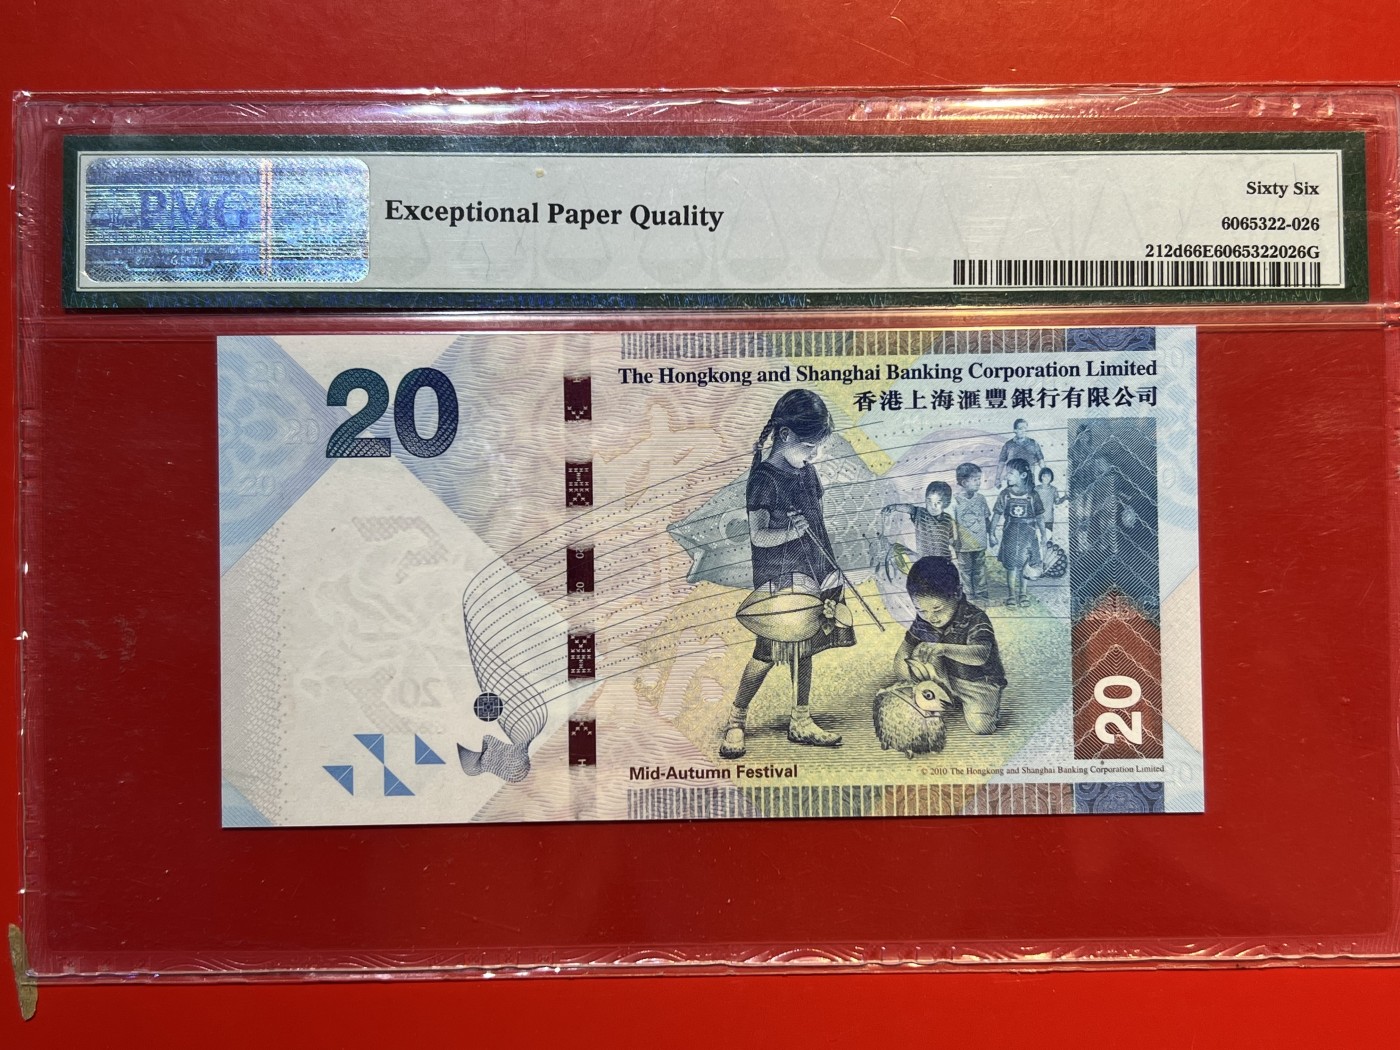 PMG
Exceptional Paper Quality
Sixty Six
6065322-026
212d66E6065322026G
20
The Hongkong and Shanghai Banking Corporation Limited
香港上海滙豐銀行有限公司
20
Mid-Autumn Festival
© 2010 The Hongkong and Shanghai Banking Corporation Limited